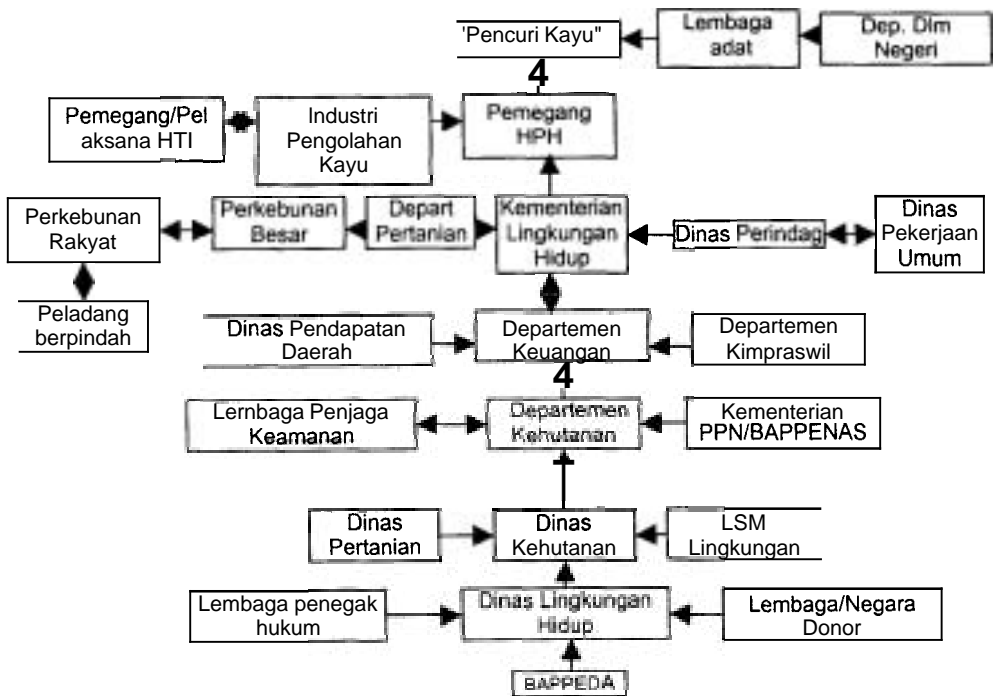 'Pencuri Kayu"
Lembaga
adat
Dep. Dlm
Negeri
4
Pemegang/Pel
aksana HTI
Industri
Pengolahan
Kayu
Pemegang
HPH
Perkebunan
Rakyat
Perkebunan
Besar
Depart
Pertanian
Kementerian
Lingkungan
Hidup
Dinas Perindag
Dinas
Pekerjaan
Umum
Peladang
berpindah
Dinas Pendapatan
Daerah
Departemen
Keuangan
Departemen
Kimpraswil
4
Lernbaga Penjaga
Keamanan
Departemen
Kehutanan
Kementerian
PPN/BAPPENAS
Dinas
Pertanian
Dinas
Kehutanan
LSM
Lingkungan
Lembaga penegak
hukum
Dinas Lingkungan
Hidup
Lembaga/Negara
Donor
BAPPEDA